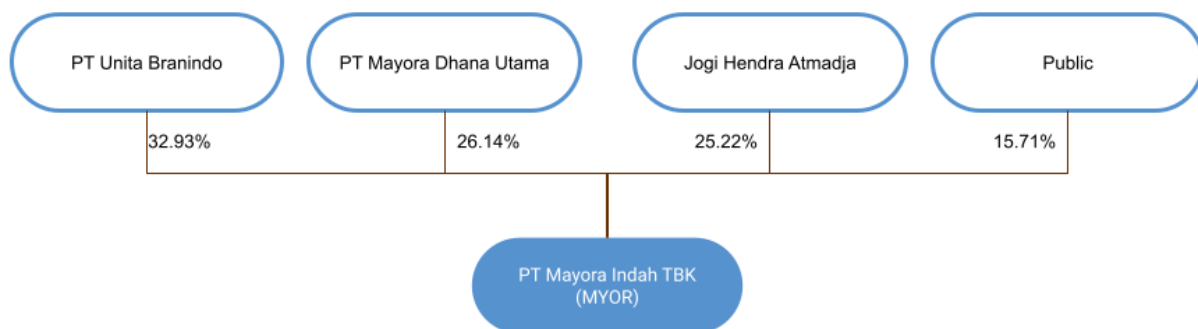 PT Unita Branindo
PT Mayora Dhana Utama
Jogi Hendra Atmadja
Public
32.93%
26.14%
25.22%
15.71%
PT Mayora Indah TBK
(MYOR)